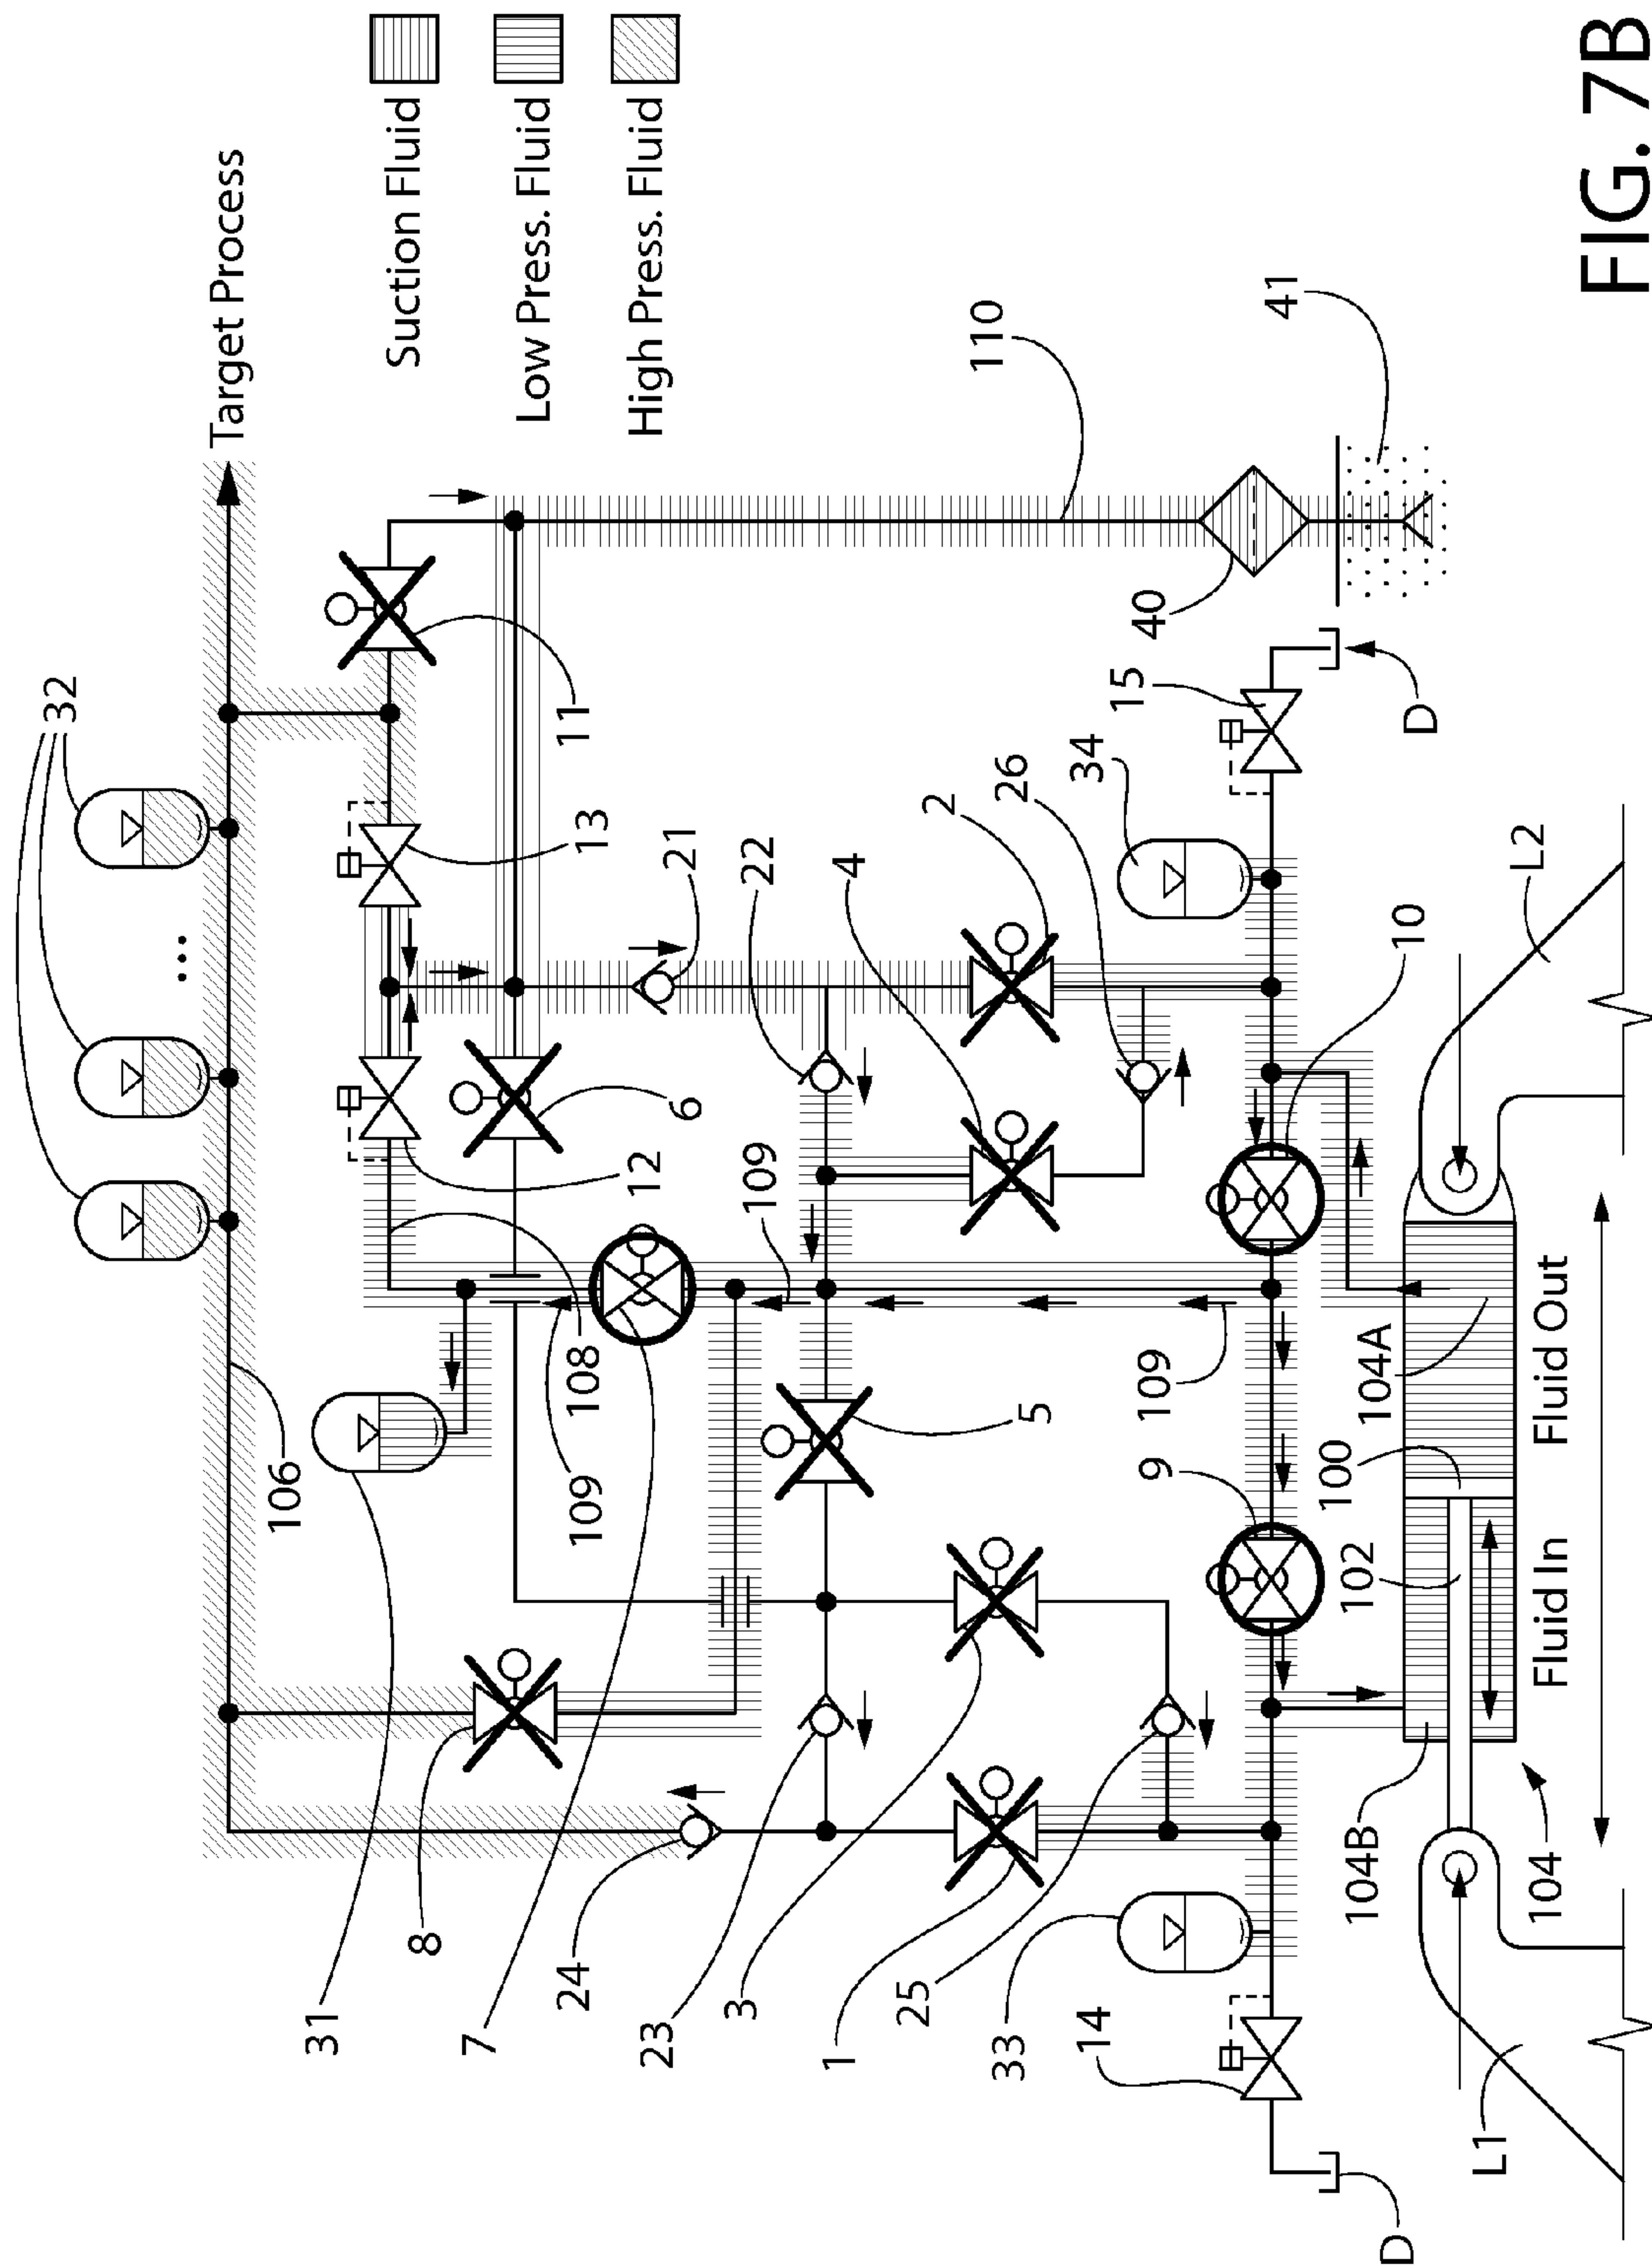 32
Target Process
106
31
Suction Fluid
8
7
Low Press. Fluid
24
109
108
11
13
12
High Press. Fluid
23
6
21
3
109
22
1
4
25
2
110
33
26
5
34
14
15
40
9
109
41
102
100
104B
104A
D
10
D
L1
L2
104
Fluid In
Fluid Out
FIG. 7B